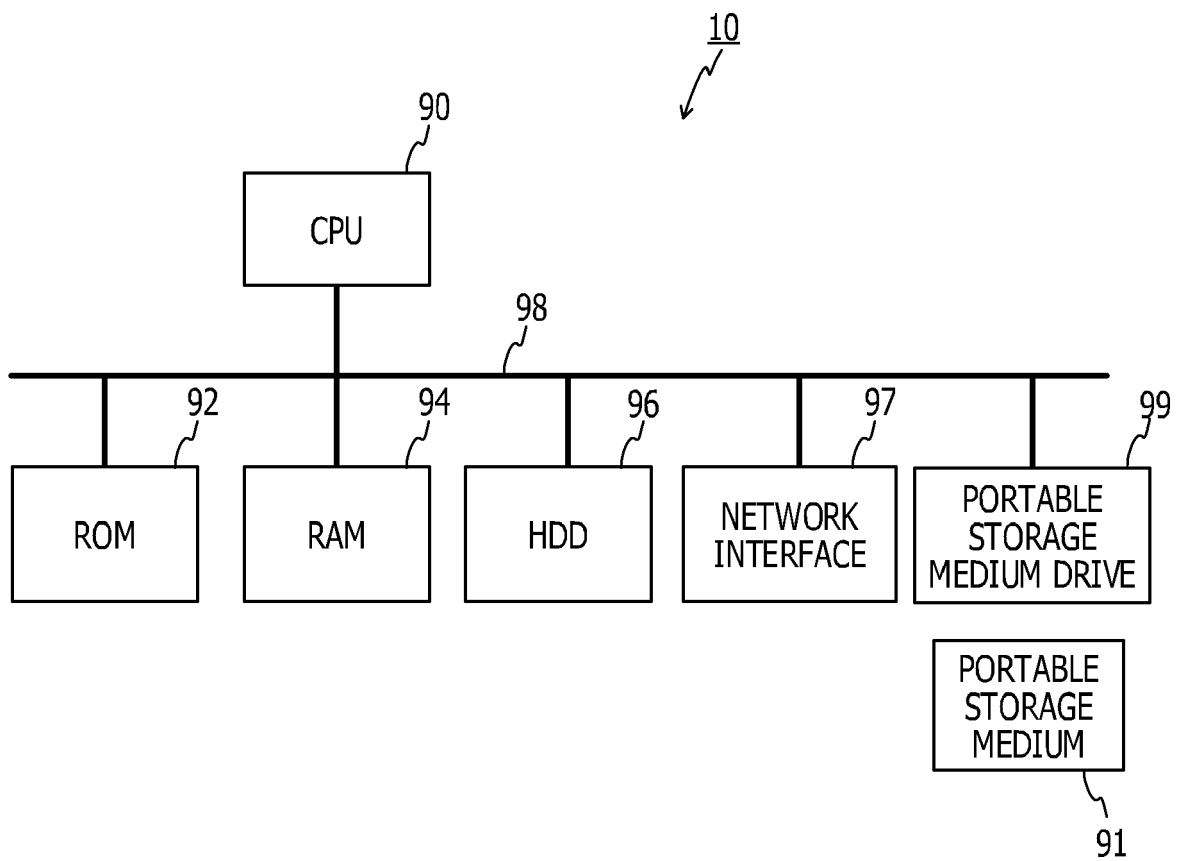 10
90
CPU
98
92
94
96
97
99
ROM
RAM
HDD
NETWORK
INTERFACE
PORTABLE
STORAGE
MEDIUM DRIVE
PORTABLE
STORAGE
MEDIUM
91